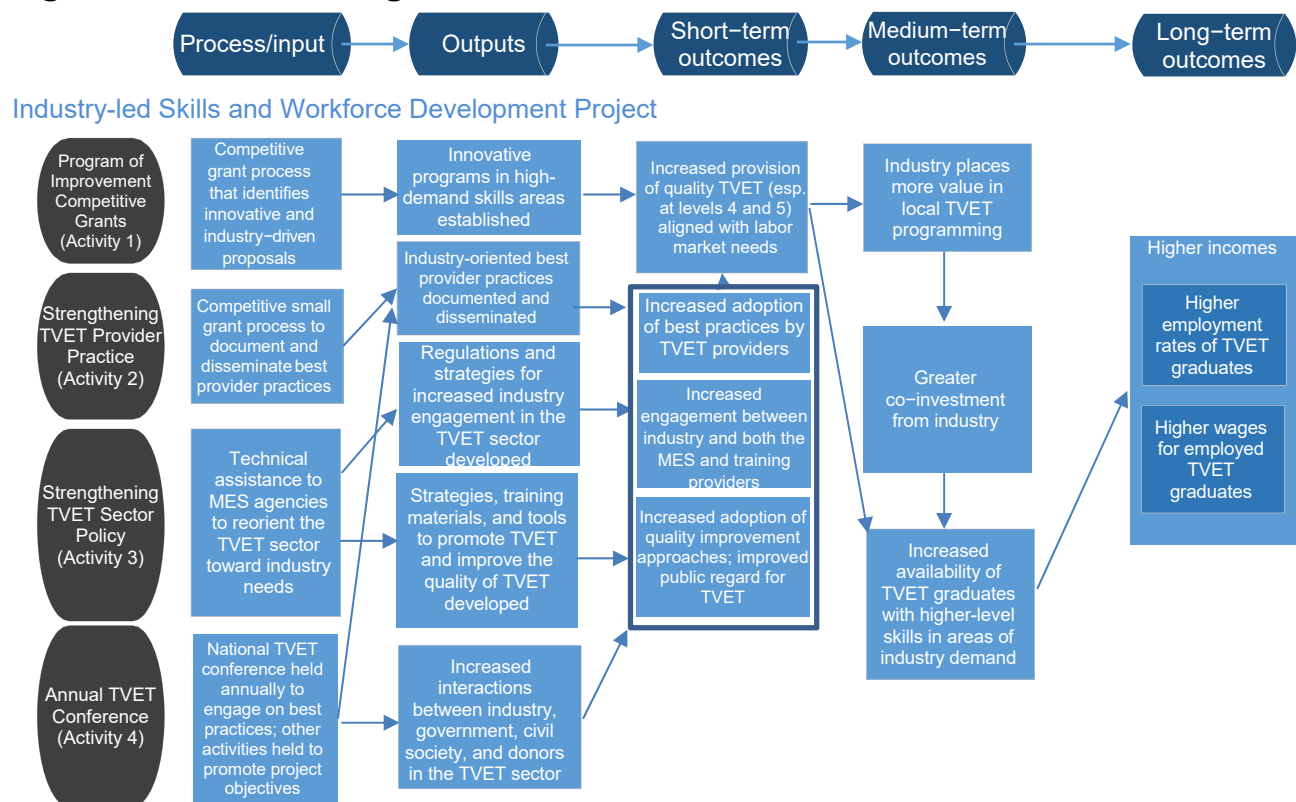 Process/input
Outputs
Short−term
outcomes
Medium−term
outcomes
Long−term
outcomes
Industry-led Skills and Workforce Development Project
Program of
Improvement
Competitive
Grants
(Activity 1)
Competitive
grant process
that identifies
innovative and
industry−driven
proposals
Innovative
programs in high-
demand skills areas
established
Increased provision
of quality TVET (esp.
at levels 4 and 5)
aligned with labor
market needs
Industry places
more value in
local TVET
programming
Strengthening
TVET Provider
Practice
(Activity 2)
Competitive small
grant process to
document and
disseminate best
provider practices
Industry-oriented best
provider practices
documented and
disseminated
Increased adoption
of best practices by
TVET providers
Greater
co−investment
from industry
Higher incomes
Higher
employment
rates of TVET
graduates
Higher wages
for employed
TVET
graduates
Strengthening
TVET Sector
Policy
(Activity 3)
Technical
assistance to
MES agencies
to reorient the
TVET sector
toward industry
needs
Regulations and
strategies for
increased industry
engagement in the
TVET sector
developed
Increased
engagement between
industry and both the
MES and training
providers
Strategies, training
materials, and tools
to promote TVET
and improve the
quality of TVET
developed
Increased adoption of
quality improvement
approaches; improved
public regard for
TVET
Increased
availability of
TVET graduates
with higher-level
skills in areas of
industry demand
Annual TVET
Conference
(Activity 4)
National TVET
conference held
annually to
engage on best
practices; other
activities held to
promote project
objectives
Increased
interactions
between industry,
government, civil
society, and donors
in the TVET sector